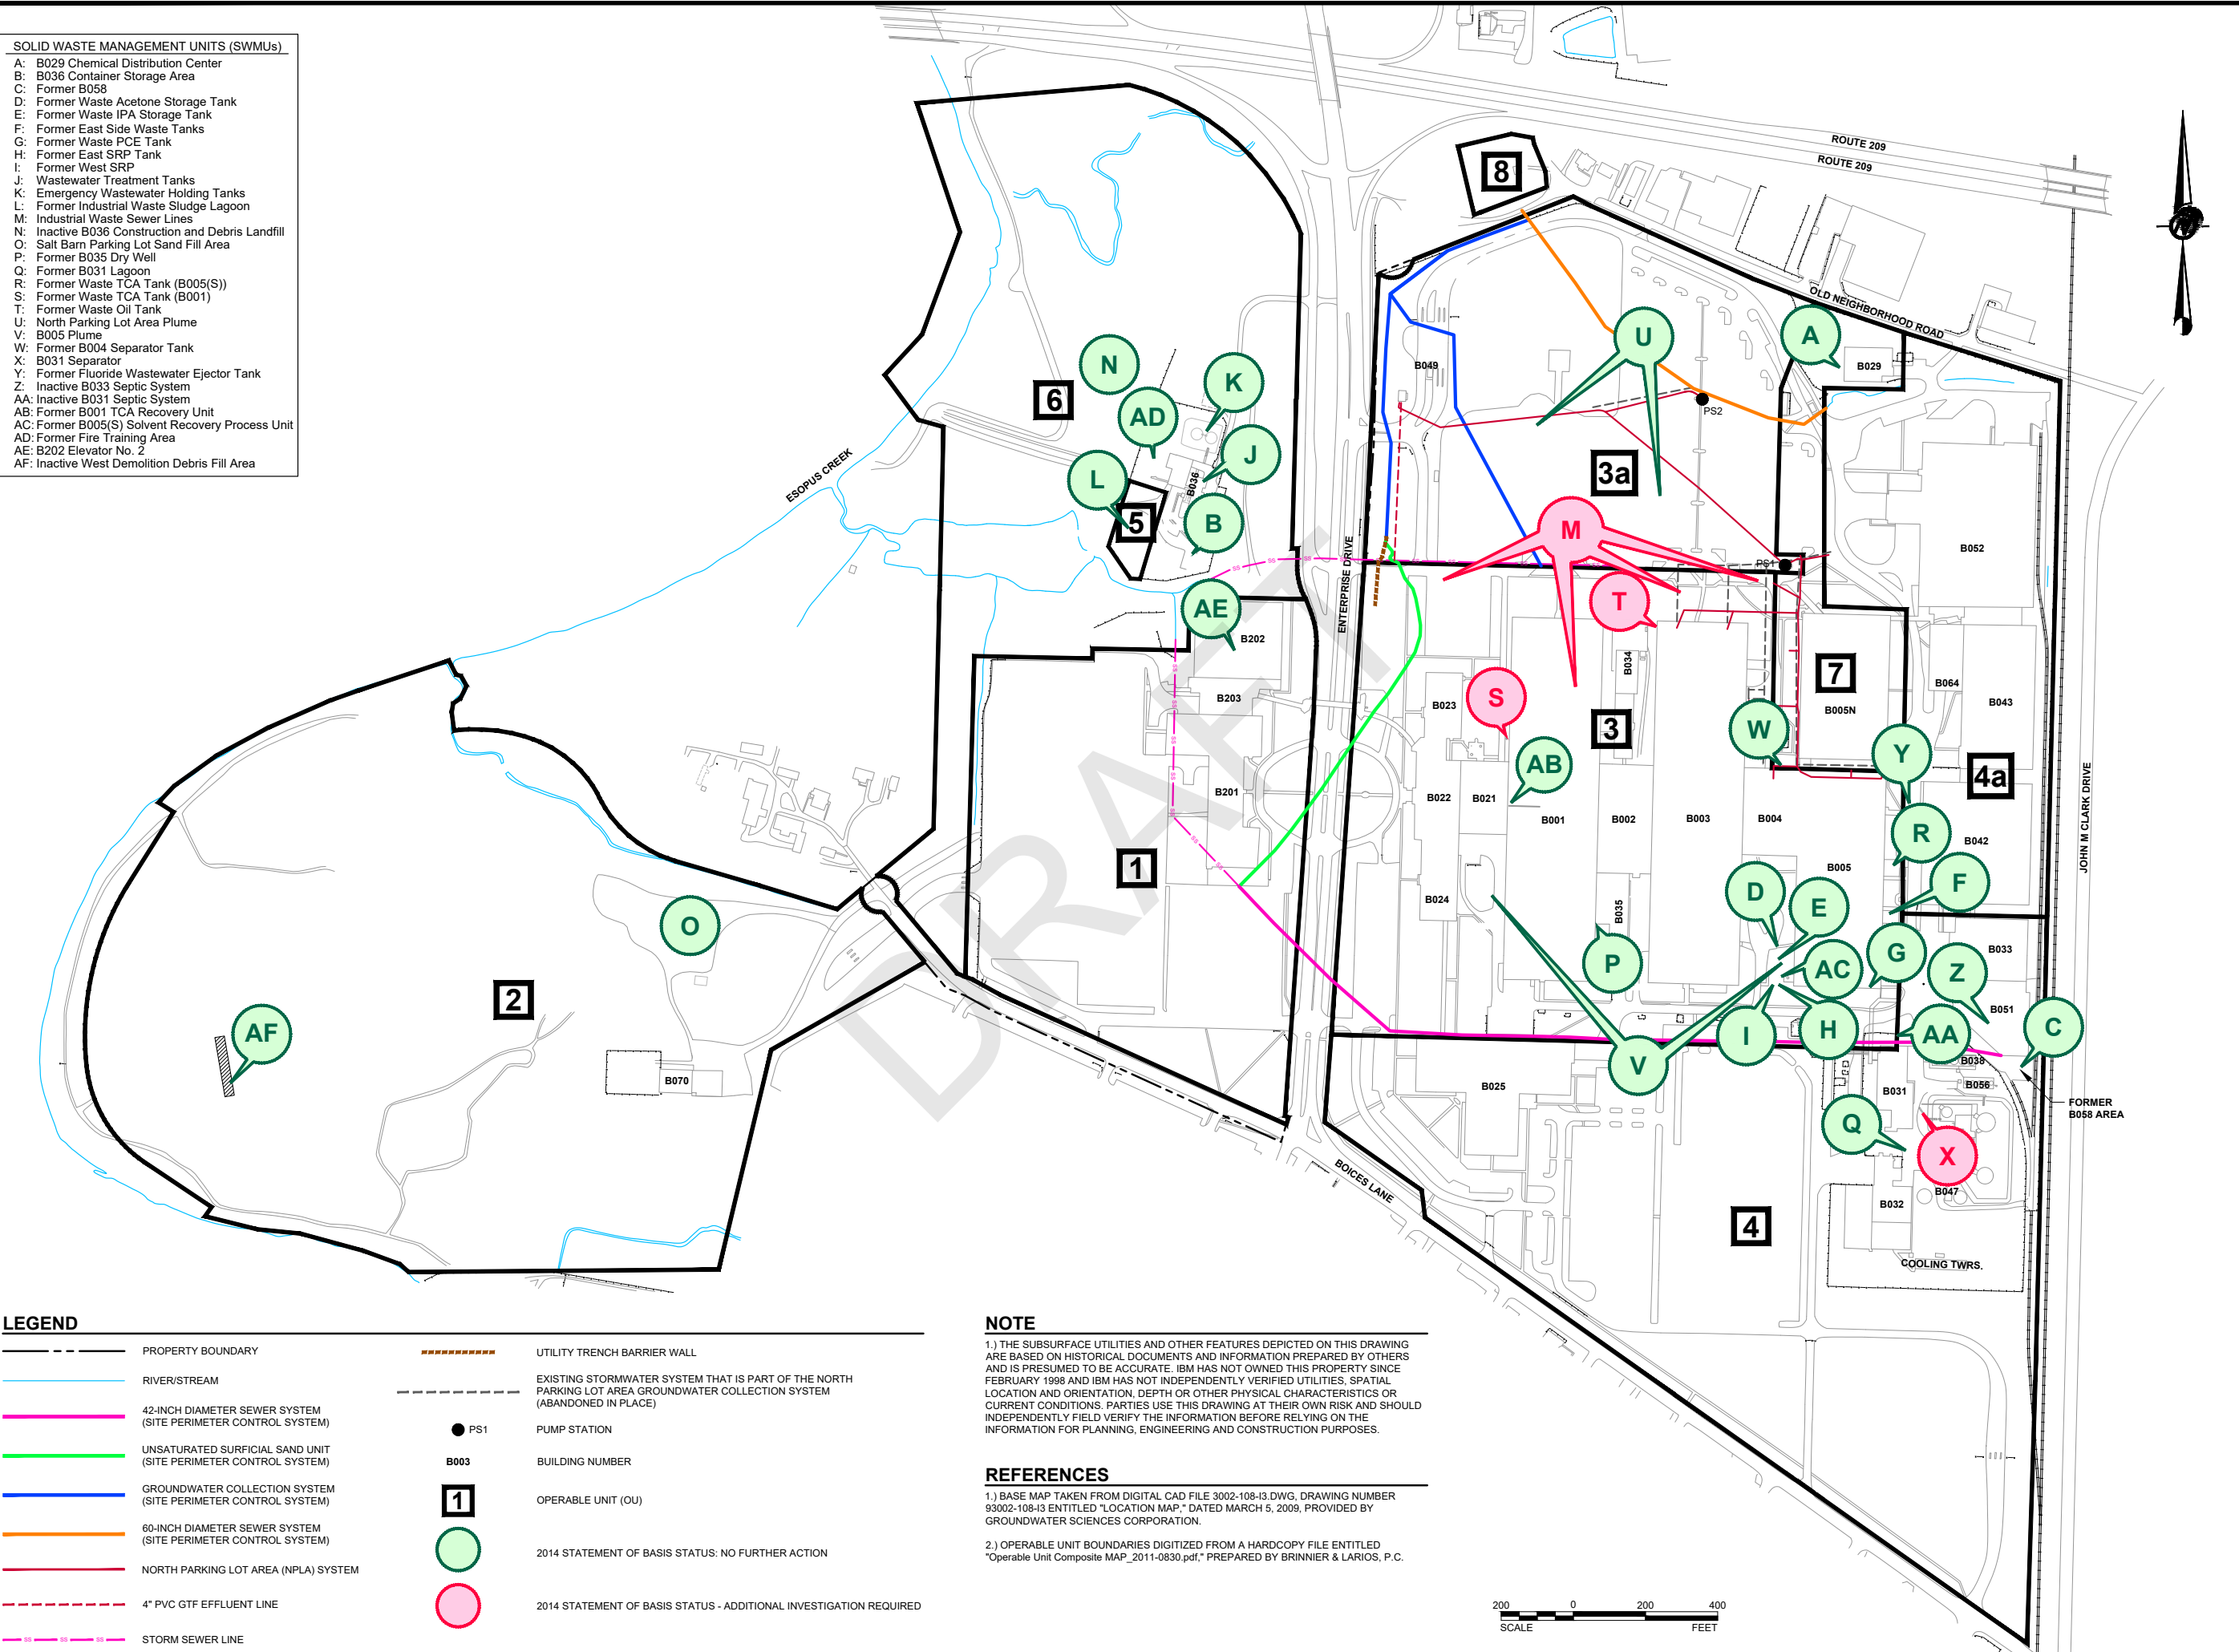 SOLID WASTE MANAGEMENT UNITS (SWMUs)
A: B029 Chemical Distribution Center
B: B036 Container Storage Area
C: Former B058
D: Former Waste Acetone Storage Tank
E: Former Waste IPA Storage Tank
F: Former East Side Waste Tanks
G: Former Waste PCE Tank
H: Former East SRP Tank
I: Former West SRP
J: Wastewater Treatment Tanks
K: Emergency Wastewater Holding Tanks
L: Former Industrial Waste Sludge Lagoon
M: Industrial Waste Sewer Lines
N: Inactive B036 Construction and Debris Landfill
O: Salt Barn Parking Lot Sand Fill Area
P: Former B035 Dry Well
Q: Former B031 Lagoon
R: Former Waste TCA Tank (B005(S))
S: Former Waste TCA Tank (B001)
T: Former Waste Oil Tank
U: North Parking Lot Area Plume
V: B005 Plume
W: Former B004 Separator Tank
X: B031 Separator
Y: Former Fluoride Wastewater Ejector Tank
Z: Inactive B033 Septic System
AA: Inactive B031 Septic System
AB: Former B001 TCA Recovery Unit
AC: Former B005(S) Solvent Recovery Process Unit
AD: Former Fire Training Area
AE: B202 Elevator No. 2
AF: Inactive West Demolition Debris Fill Area
ROUTE 209
ROUTE 209
8
OLD NEIGHBORHOOD ROAD
U
A
B029
B049
N
K
6
AD
PS2
J
ESOPUS CREEK
L
B036
3a
5
B
M
B052
ENTERPRISE DRIVE
PS1
SS SS SS SS SS SS
AE
T
B202
B034
7
B064
B043
B203
B023
S
B005N
W
3
Y
AB
4a
JOHN M CLARK DRIVE
B201
B022
B021
B001
B002
B003
B004
R
B042
1
B005
D
F
B024
E
B035
O
G
B033
P
AC
Z
2
B051
AF
I
H
AA
C
V
B038
B070
B025
B031
B056
FORMER
B058 AREA
Q
X
BOICES LANE
B047
B032
4
COOLING TWRS.
DRAFT
LEGEND
PROPERTY BOUNDARY
RIVER/STREAM
42-INCH DIAMETER SEWER SYSTEM
(SITE PERIMETER CONTROL SYSTEM)
UNSATURATED SURFICIAL SAND UNIT
(SITE PERIMETER CONTROL SYSTEM)
GROUNDWATER COLLECTION SYSTEM
(SITE PERIMETER CONTROL SYSTEM)
60-INCH DIAMETER SEWER SYSTEM
(SITE PERIMETER CONTROL SYSTEM)
NORTH PARKING LOT AREA (NPLA) SYSTEM
4" PVC GTF EFFLUENT LINE
SS SS SS STORM SEWER LINE
UTILITY TRENCH BARRIER WALL
EXISTING STORMWATER SYSTEM THAT IS PART OF THE NORTH
PARKING LOT AREA GROUNDWATER COLLECTION SYSTEM
(ABANDONED IN PLACE)
PS1 PUMP STATION
B003 BUILDING NUMBER
1 OPERABLE UNIT (OU)
2014 STATEMENT OF BASIS STATUS: NO FURTHER ACTION
2014 STATEMENT OF BASIS STATUS - ADDITIONAL INVESTIGATION REQUIRED
NOTE
1.) THE SUBSURFACE UTILITIES AND OTHER FEATURES DEPICTED ON THIS DRAWING
ARE BASED ON HISTORICAL DOCUMENTS AND INFORMATION PREPARED BY OTHERS
AND IS PRESUMED TO BE ACCURATE. IBM HAS NOT OWNED THIS PROPERTY SINCE
FEBRUARY 1998 AND IBM HAS NOT INDEPENDENTLY VERIFIED UTILITIES, SPATIAL
LOCATION AND ORIENTATION, DEPTH OR OTHER PHYSICAL CHARACTERISTICS OR
CURRENT CONDITIONS. PARTIES USE THIS DRAWING AT THEIR OWN RISK AND SHOULD
INDEPENDENTLY FIELD VERIFY THE INFORMATION BEFORE RELYING ON THE
INFORMATION FOR PLANNING, ENGINEERING AND CONSTRUCTION PURPOSES.
REFERENCES
1.) BASE MAP TAKEN FROM DIGITAL CAD FILE 3002-108-I3.DWG, DRAWING NUMBER
93002-108-I3 ENTITLED "LOCATION MAP," DATED MARCH 5, 2009, PROVIDED BY
GROUNDWATER SCIENCES CORPORATION.
2.) OPERABLE UNIT BOUNDARIES DIGITIZED FROM A HARDCOPY FILE ENTITLED
"Operable Unit Composite MAP_2011-0830.pdf," PREPARED BY BRINNIER & LARIOS, P.C.
200 0 200 400
SCALE FEET